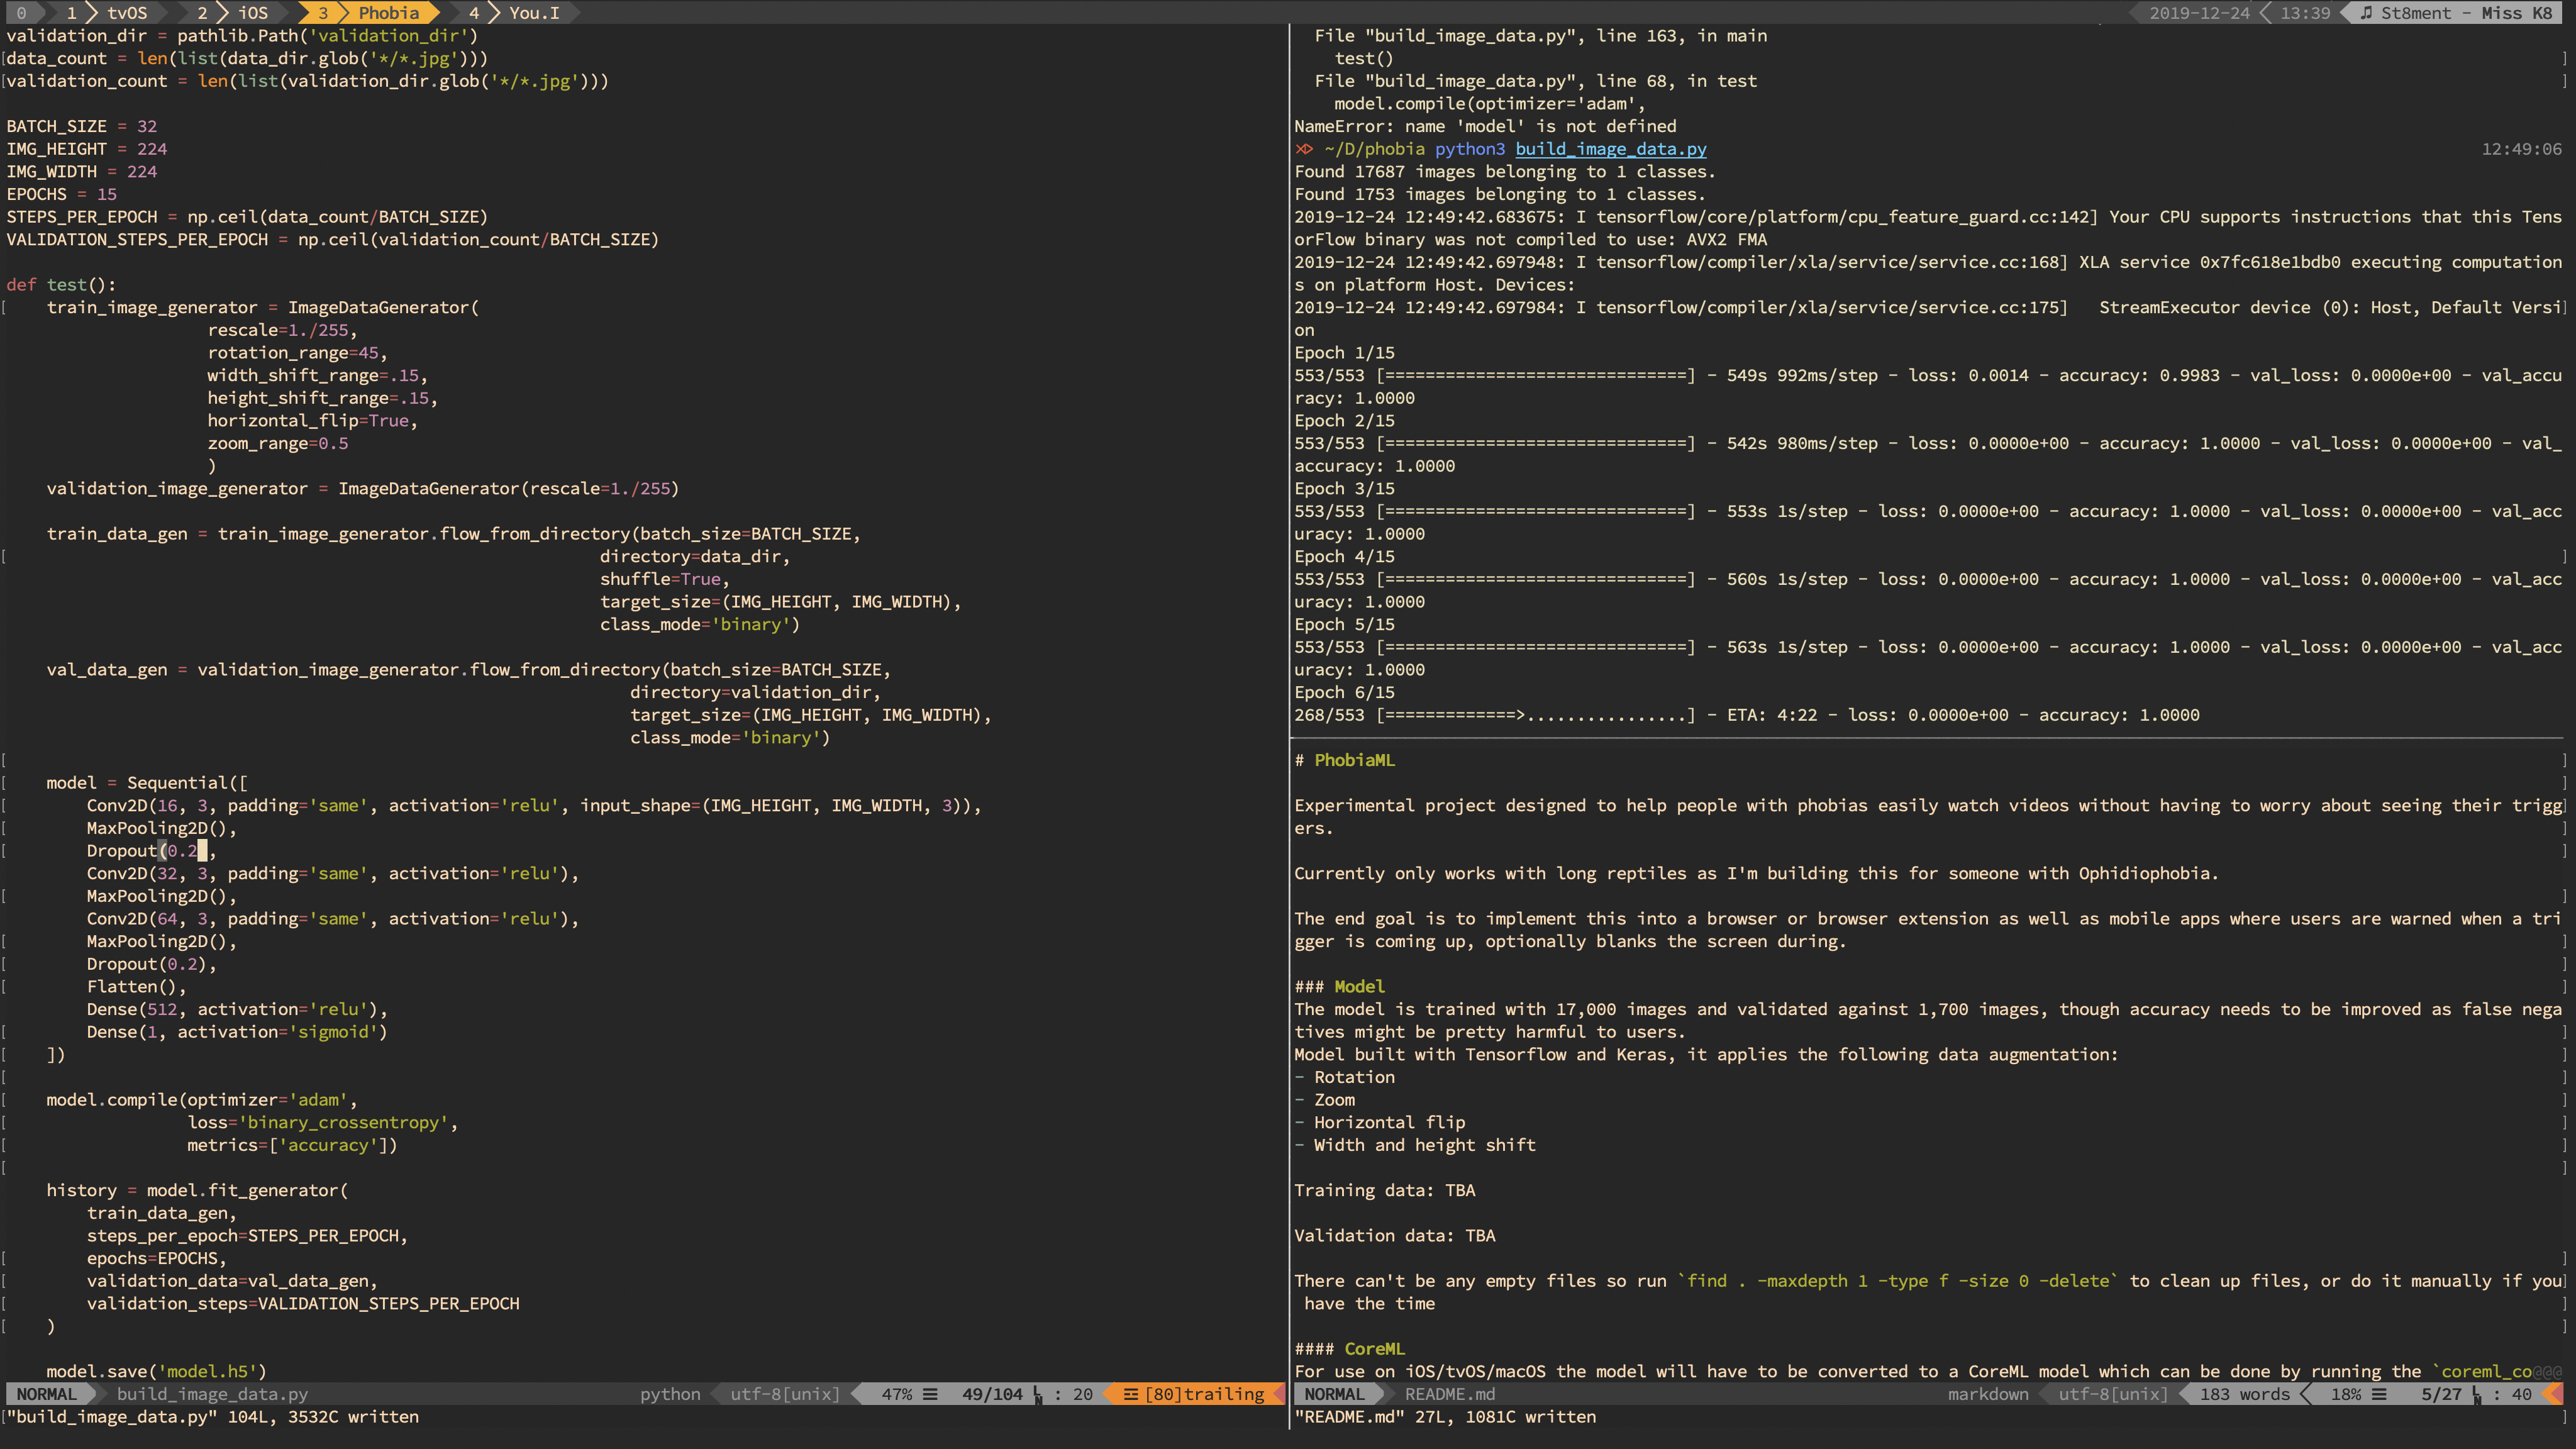 0 1 tvOS 2 iOS 3 Phobia 4 You.I 2019-12-24 13:39 ♫ St8ment - Miss K8
validation_dir = pathlib.Path('validation_dir')
data_count = len(list(data_dir.glob('*/*.jpg')))
validation_count = len(list(validation_dir.glob('*/*.jpg')))
BATCH_SIZE = 32
IMG_HEIGHT = 224
IMG_WIDTH = 224
EPOCHS = 15
STEPS_PER_EPOCH = np.ceil(data_count/BATCH_SIZE)
VALIDATION_STEPS_PER_EPOCH = np.ceil(validation_count/BATCH_SIZE)
def test():
train_image_generator = ImageDataGenerator(
rescale=1./255,
rotation_range=45,
width_shift_range=.15,
height_shift_range=.15,
horizontal_flip=True,
zoom_range=0.5
)
validation_image_generator = ImageDataGenerator(rescale=1./255)
train_data_gen = train_image_generator.flow_from_directory(batch_size=BATCH_SIZE,
directory=data_dir,
shuffle=True,
target_size=(IMG_HEIGHT, IMG_WIDTH),
class_mode='binary')
val_data_gen = validation_image_generator.flow_from_directory(batch_size=BATCH_SIZE,
directory=validation_dir,
target_size=(IMG_HEIGHT, IMG_WIDTH),
class_mode='binary')
model = Sequential([
Conv2D(16, 3, padding='same', activation='relu', input_shape=(IMG_HEIGHT, IMG_WIDTH, 3)),
MaxPooling2D(),
Dropout(0.2),
Conv2D(32, 3, padding='same', activation='relu'),
MaxPooling2D(),
Conv2D(64, 3, padding='same', activation='relu'),
MaxPooling2D(),
Dropout(0.2),
Flatten(),
Dense(512, activation='relu'),
Dense(1, activation='sigmoid')
])
model.compile(optimizer='adam',
loss='binary_crossentropy',
metrics=['accuracy'])
history = model.fit_generator(
train_data_gen,
steps_per_epoch=STEPS_PER_EPOCH,
epochs=EPOCHS,
validation_data=val_data_gen,
validation_steps=VALIDATION_STEPS_PER_EPOCH
)
model.save('model.h5')
NORMAL build_image_data.py python utf-8[unix] 47% ☰ 49/104 : 20 ☲ [80]trailing
"build_image_data.py" 104L, 3532C written
File "build_image_data.py", line 163, in main
test()
File "build_image_data.py", line 68, in test
model.compile(optimizer='adam',
NameError: name 'model' is not defined
~/D/phobia python3 build_image_data.py 12:49:06
Found 17687 images belonging to 1 classes.
Found 1753 images belonging to 1 classes.
2019-12-24 12:49:42.683675: I tensorflow/core/platform/cpu_feature_guard.cc:142] Your CPU supports instructions that this Tens
orFlow binary was not compiled to use: AVX2 FMA
2019-12-24 12:49:42.697948: I tensorflow/compiler/xla/service/service.cc:168] XLA service 0x7fc618e1bdb0 executing computation
s on platform Host. Devices:
2019-12-24 12:49:42.697984: I tensorflow/compiler/xla/service/service.cc:175] StreamExecutor device (0): Host, Default Versi
on
Epoch 1/15
553/553 [==============================] - 549s 992ms/step - loss: 0.0014 - accuracy: 0.9983 - val_loss: 0.0000e+00 - val_accu
racy: 1.0000
Epoch 2/15
553/553 [==============================] - 542s 980ms/step - loss: 0.0000e+00 - accuracy: 1.0000 - val_loss: 0.0000e+00 - val_
accuracy: 1.0000
Epoch 3/15
553/553 [==============================] - 553s 1s/step - loss: 0.0000e+00 - accuracy: 1.0000 - val_loss: 0.0000e+00 - val_acc
uracy: 1.0000
Epoch 4/15
553/553 [==============================] - 560s 1s/step - loss: 0.0000e+00 - accuracy: 1.0000 - val_loss: 0.0000e+00 - val_acc
uracy: 1.0000
Epoch 5/15
553/553 [==============================] - 563s 1s/step - loss: 0.0000e+00 - accuracy: 1.0000 - val_loss: 0.0000e+00 - val_acc
uracy: 1.0000
Epoch 6/15
268/553 [=============>................] - ETA: 4:22 - loss: 0.0000e+00 - accuracy: 1.0000
# PhobiaML
Experimental project designed to help people with phobias easily watch videos without having to worry about seeing their trigg
ers.
Currently only works with long reptiles as I'm building this for someone with Ophidiophobia.
The end goal is to implement this into a browser or browser extension as well as mobile apps where users are warned when a tri
gger is coming up, optionally blanks the screen during.
### Model
The model is trained with 17,000 images and validated against 1,700 images, though accuracy needs to be improved as false nega
tives might be pretty harmful to users.
Model built with Tensorflow and Keras, it applies the following data augmentation:
- Rotation
- Zoom
- Horizontal flip
- Width and height shift
Training data: TBA
Validation data: TBA
There can't be any empty files so run `find . -maxdepth 1 -type f -size 0 -delete` to clean up files, or do it manually if you
have the time
#### CoreML
For use on iOS/tvOS/macOS the model will have to be converted to a CoreML model which can be done by running the `coreml_co@@@
NORMAL README.md markdown utf-8[unix] 183 words 18% ☰ 5/27 : 40
"README.md" 27L, 1081C written